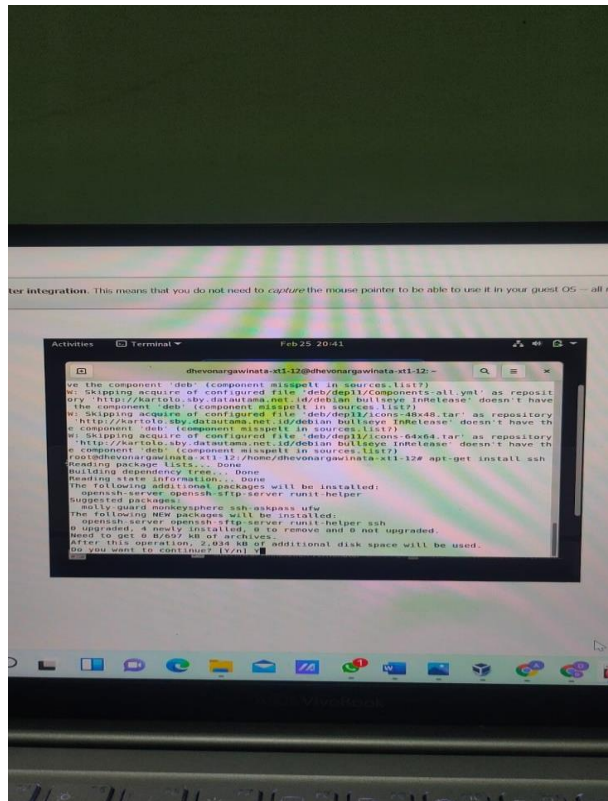 ter integration. This means that you do not need to capture the mouse pointer to be able to use it in your guest OS -- all
Activities Terminal Feb 25 20:41
dhevonargawinata-xt1-12@dhevonargawinata-xt1-12: ~
ve the component 'deb' (component misspelt in sources.list?)
W: Skipping acquire of configured file 'deb/dep11/Components-all.yml' as reposit
ory 'http://kartolo.sby.datautama.net.id/debian bullseye InRelease' doesn't have
the component 'deb' (component misspelt in sources.list?)
W: Skipping acquire of configured file 'deb/dep11/icons-48x48.tar' as repository
'http://kartolo.sby.datautama.net.id/debian bullseye InRelease' doesn't have th
e component 'deb' (component misspelt in sources.list?)
W: Skipping acquire of configured file 'deb/dep11/icons-64x64.tar' as repository
'http://kartolo.sby.datautama.net.id/debian bullseye InRelease' doesn't have th
e component 'deb' (component misspelt in sources.list?)
root@dhevonargawinata-xt1-12:/home/dhevonargawinata-xt1-12# apt-get install ssh
Reading package lists... Done
Building dependency tree... Done
Reading state information... Done
The following additional packages will be installed:
openssh-server openssh-sftp-server runit-helper
Suggested packages:
molly-guard monkeysphere ssh-askpass ufw
The following NEW packages will be installed:
openssh-server openssh-sftp-server runit-helper ssh
0 upgraded, 4 newly installed, 0 to remove and 0 not upgraded.
Need to get 0 B/697 kB of archives.
After this operation, 2,034 kB of additional disk space will be used.
Do you want to continue? [Y/n] Y
1
VivoBook